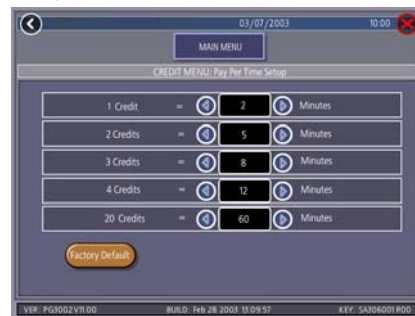 03/07/2003 10:00
MAIN MENU
CREDIT MENU: Pay Per Time Setup
1 Credit = 2 Minutes
2 Credits = 5 Minutes
3 Credits = 8 Minutes
4 Credits = 12 Minutes
20 Credits = 60 Minutes
Factory Default
VER: PG3002V11.00 BUILD: Feb 28 2003 13:09:57 KEY: SA306001R00